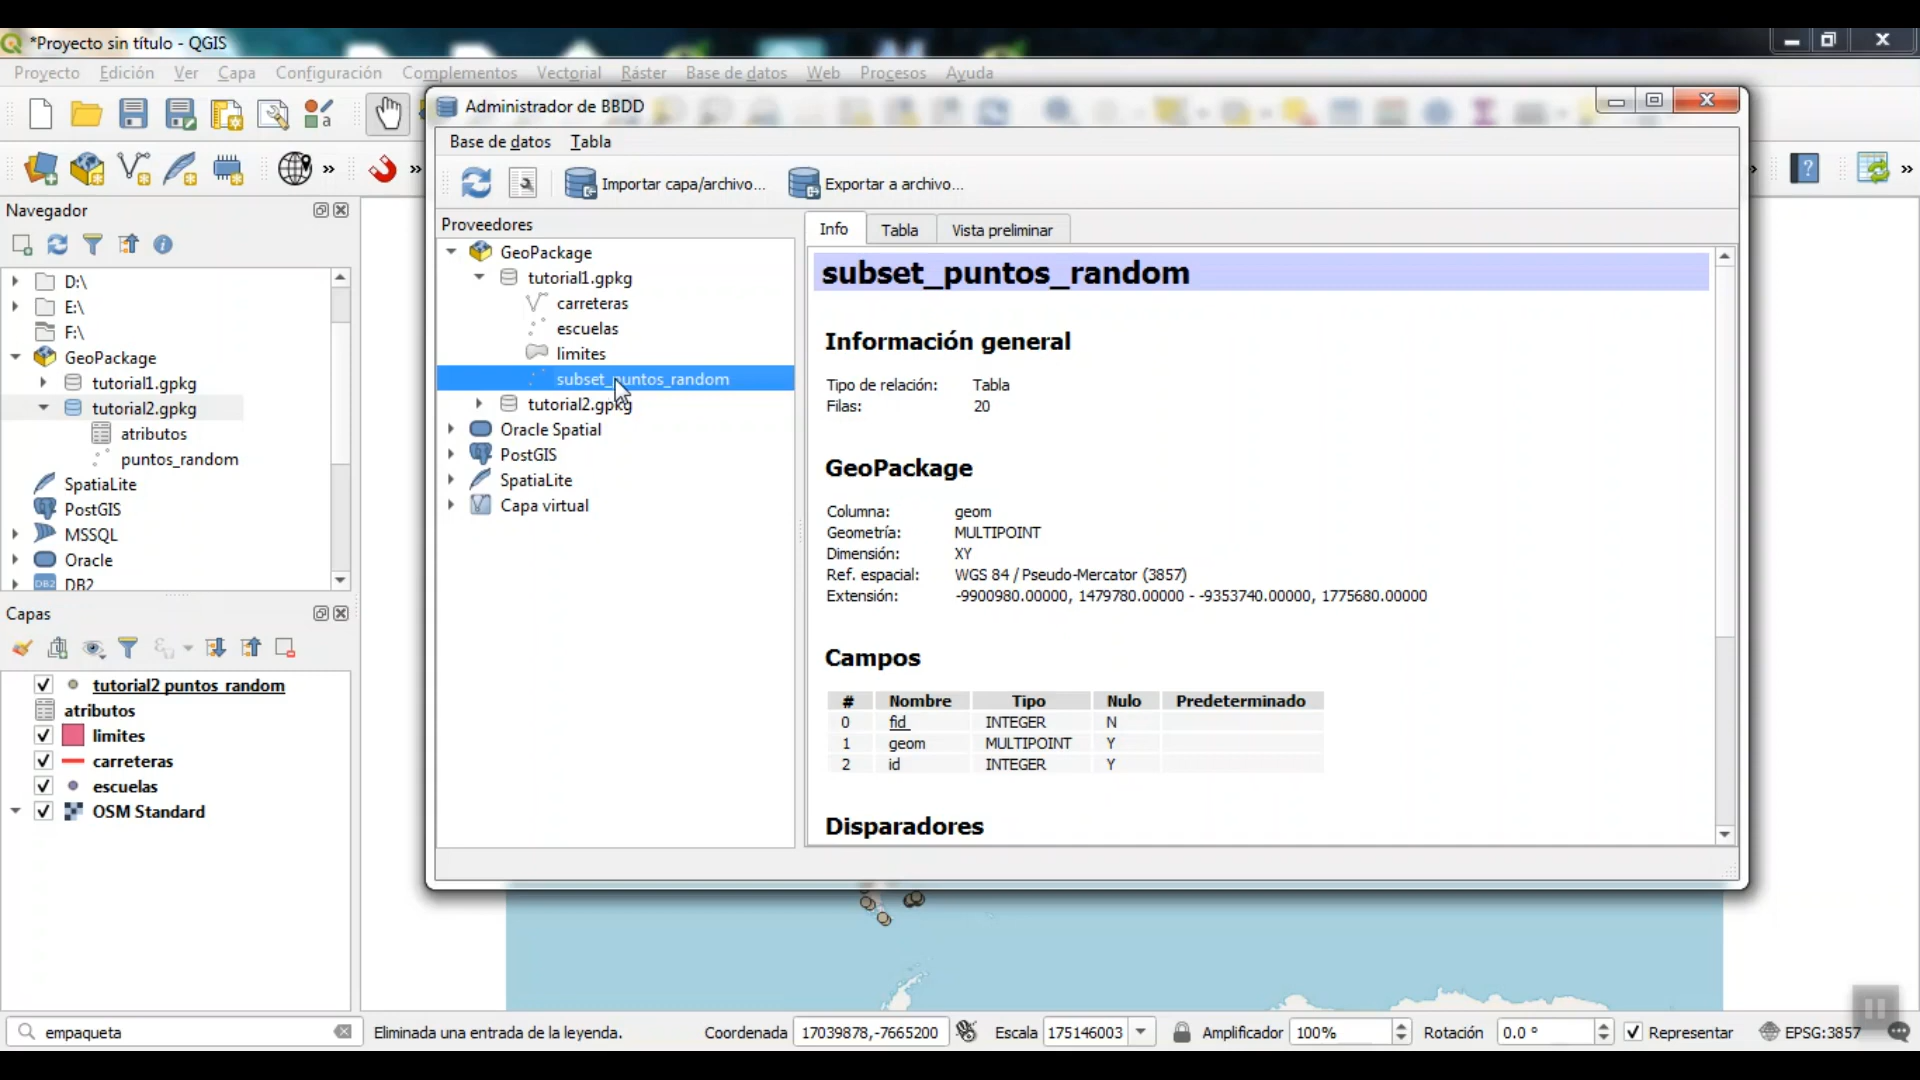 *Proyecto sin título - QGIS
Proyecto Edición Ver Capa Configuración Complementos Vectorial Ráster Base de datos Web Procesos Ayuda
Administrador de BBDD
Base de datos Tabla
Importar capa/archivo... Exportar a archivo...
Navegador
D:\
E:\
F:\
GeoPackage
tutorial1.gpkg
tutorial2.gpkg
atributos
puntos_random
SpatiaLite
PostGIS
MSSQL
Oracle
DB2
Proveedores
GeoPackage
tutorial1.gpkg
carreteras
escuelas
limites
subset_puntos_random
tutorial2.gpkg
Oracle Spatial
PostGIS
SpatiaLite
Capa virtual
Info Tabla Vista preliminar
subset_puntos_random
Información general
Tipo de relación: Tabla
Filas: 20
GeoPackage
Columna: geom
Geometría: MULTIPOINT
Dimensión: XY
Ref. espacial: WGS 84 / Pseudo-Mercator (3857)
Extensión: -9900980.00000, 1479780.00000 - -9353740.00000, 1775680.00000
Campos
# Nombre Tipo Nulo Predeterminado
0 fid INTEGER N
1 geom MULTIPOINT Y
2 id INTEGER Y
Disparadores
Capas
tutorial2 puntos_random
atributos
limites
carreteras
escuelas
OSM Standard
empaqueta Eliminada una entrada de la leyenda. Coordenada 17039878,-7665200 Escala 175146003 Amplificador 100% Rotación 0.0 ° Representar EPSG:3857